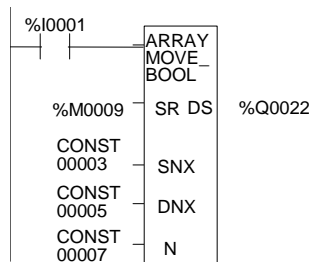 %I0001
ARRAY
MOVE_
BOOL
%M0009 SR DS %Q0022
CONST
00003 SNX
CONST
00005 DNX
CONST
00007 N